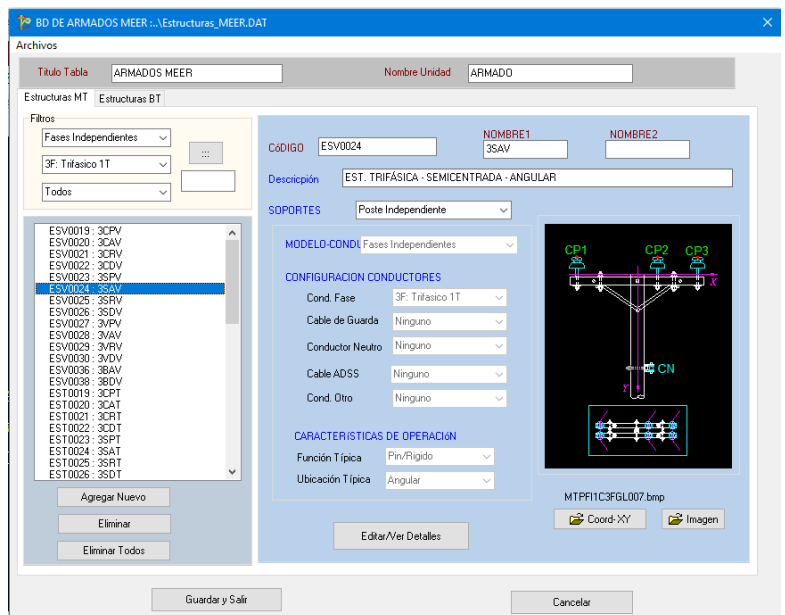 BD DE ARMADOS MEER :..\Estructuras_MEER.DAT
Archivos
Titulo Tabla ARMADOS MEER Nombre Unidad ARMADO
Estructuras MT Estructuras BT
Filtros
Fases Independientes
:::
3F: Trifasico 1T
Todos
ESV0019 : 3CPV
ESV0020 : 3CAV
ESV0021 : 3CRV
ESV0022 : 3CDV
ESV0023 : 3SPV
ESV0024 : 3SAV
ESV0025 : 3SRV
ESV0026 : 3SDV
ESV0027 : 3VPV
ESV0028 : 3VAV
ESV0029 : 3VRV
ESV0030 : 3VDV
ESV0036 : 3BAV
ESV0038 : 3BDV
EST0019 : 3CPT
EST0020 : 3CAT
EST0021 : 3CRT
EST0022 : 3CDT
EST0023 : 3SPT
EST0024 : 3SAT
EST0025 : 3SRT
EST0026 : 3SDT
Agregar Nuevo
Eliminar
Eliminar Todos
CóDIGO ESV0024
NOMBRE1
3SAV
NOMBRE2
Descricpión EST. TRIFÁSICA - SEMICENTRADA - ANGULAR
SOPORTES Poste Independiente
MODELO-CONDU Fases Independientes
CONFIGURACION CONDUCTORES
Cond. Fase 3F: Trifasico 1T
Cable de Guarda Ninguno
Conductor Neutro Ninguno
Cable ADSS Ninguno
Cond. Otro Ninguno
CARACTERíSTICAS DE OPERACIóN
Función Típica Pin/Rigido
Ubicación Típica Angular
Editar/Ver Detalles
CP1 CP2 CP3
X
CN
Y
MTPFI1C3FGL007.bmp
Coord- XY Imagen
Guardar y Salir Cancelar